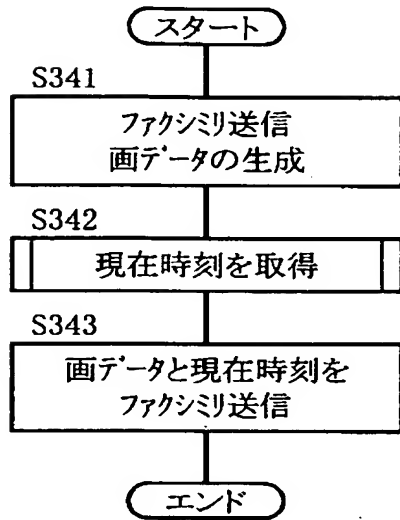 スタート
S341
ファクシミリ送信
画データの生成
S342
現在時刻を取得
S343
画データと現在時刻を
ファクシミリ送信
エンド